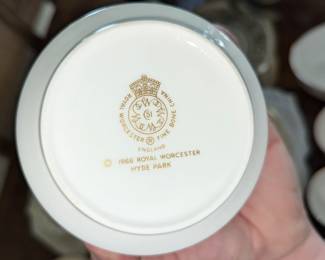 ROYAL WORCESTER ® FINE BONE CHINA
ENGLAND
© 1966 ROYAL WORCESTER
HYDE PARK